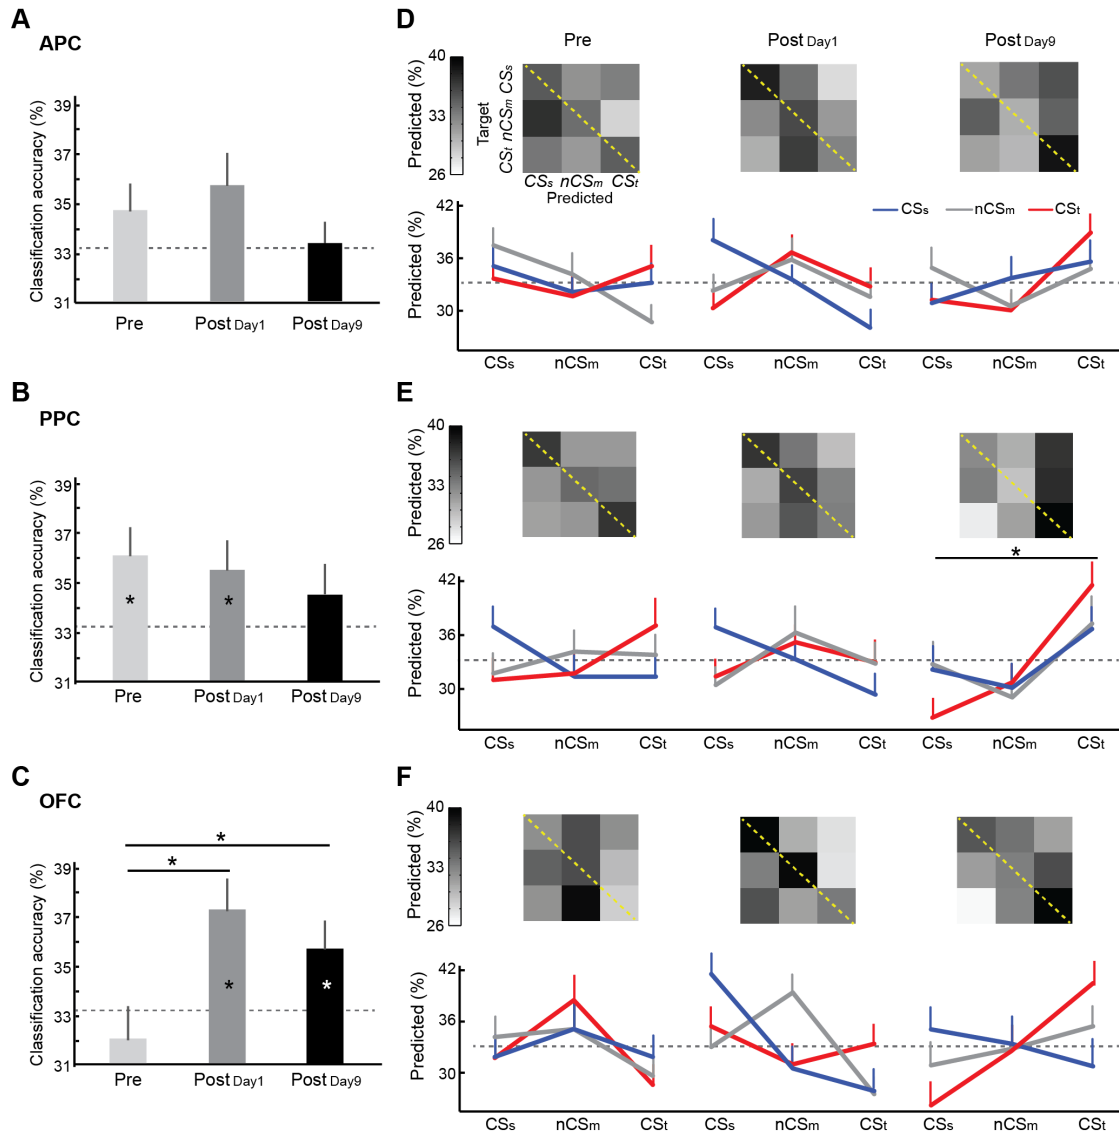 A
APC
Classification accuracy (%)
39
37
35
33
31
Pre
Post Day1
Post Day9
B
PPC
Classification accuracy (%)
39
37
35
33
31
*
*
Pre
Post Day1
Post Day9
C
OFC
Classification accuracy (%)
39
37
35
33
31
*
*
*
*
Pre
Post Day1
Post Day9
D
Pre
Post Day1
Post Day9
Predicted (%)
40
33
26
Target
CSs
nCSm
CSt
CSs nCSm CSt
Predicted
CSs
nCSm
CSt
Predicted (%)
42
36
30
CSs
nCSm
CSt
CSs
nCSm
CSt
CSs
nCSm
CSt
E
Predicted (%)
40
33
26
*
Predicted (%)
42
36
30
CSs
nCSm
CSt
CSs
nCSm
CSt
CSs
nCSm
CSt
F
Predicted (%)
40
33
26
Predicted (%)
42
36
30
CSs
nCSm
CSt
CSs
nCSm
CSt
CSs
nCSm
CSt